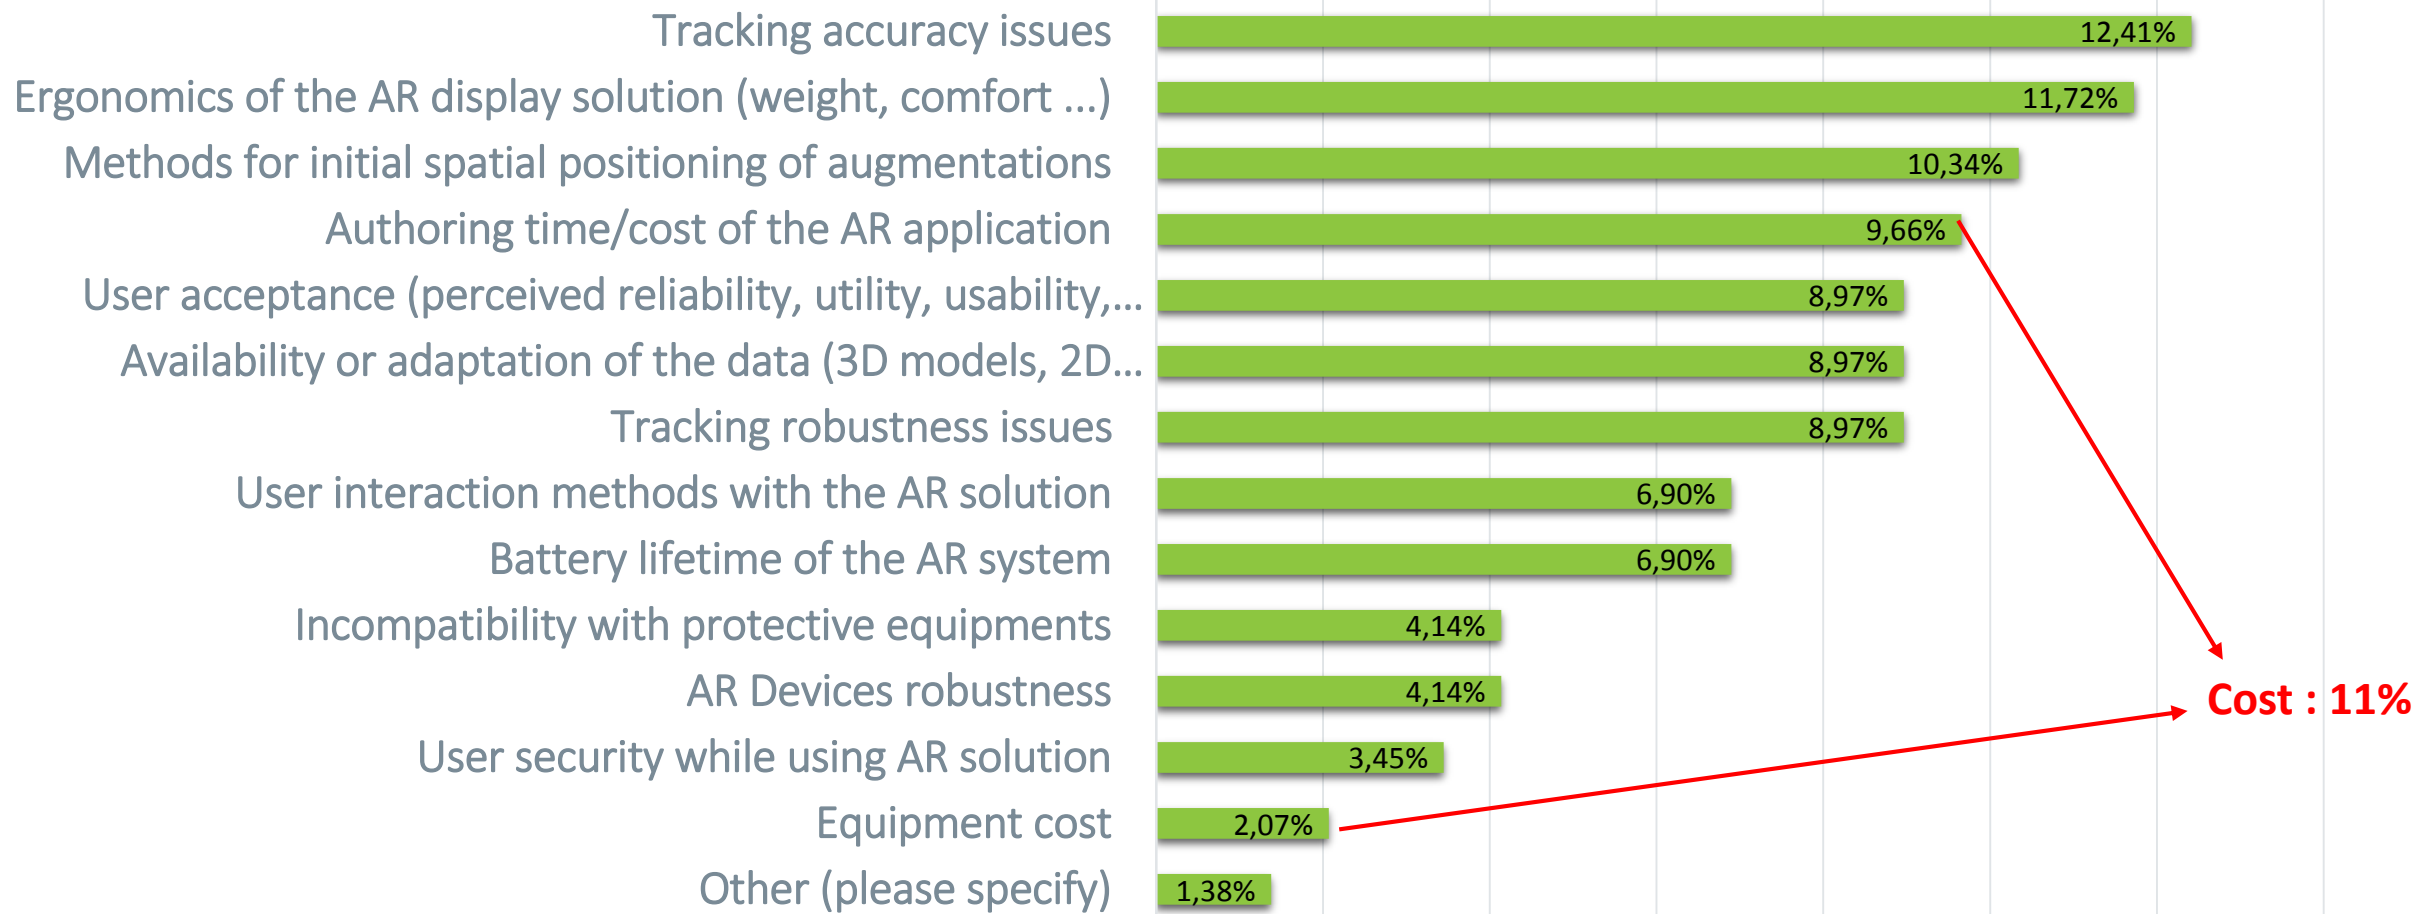 Tracking accuracy issues 12,41%
Ergonomics of the AR display solution (weight, comfort ...) 11,72%
Methods for initial spatial positioning of augmentations 10,34%
Authoring time/cost of the AR application 9,66%
User acceptance (perceived reliability, utility, usability,... 8,97%
Availability or adaptation of the data (3D models, 2D... 8,97%
Tracking robustness issues 8,97%
User interaction methods with the AR solution 6,90%
Battery lifetime of the AR system 6,90%
Incompatibility with protective equipments 4,14%
AR Devices robustness 4,14%
Cost : 11%
User security while using AR solution 3,45%
Equipment cost 2,07%
Other (please specify) 1,38%